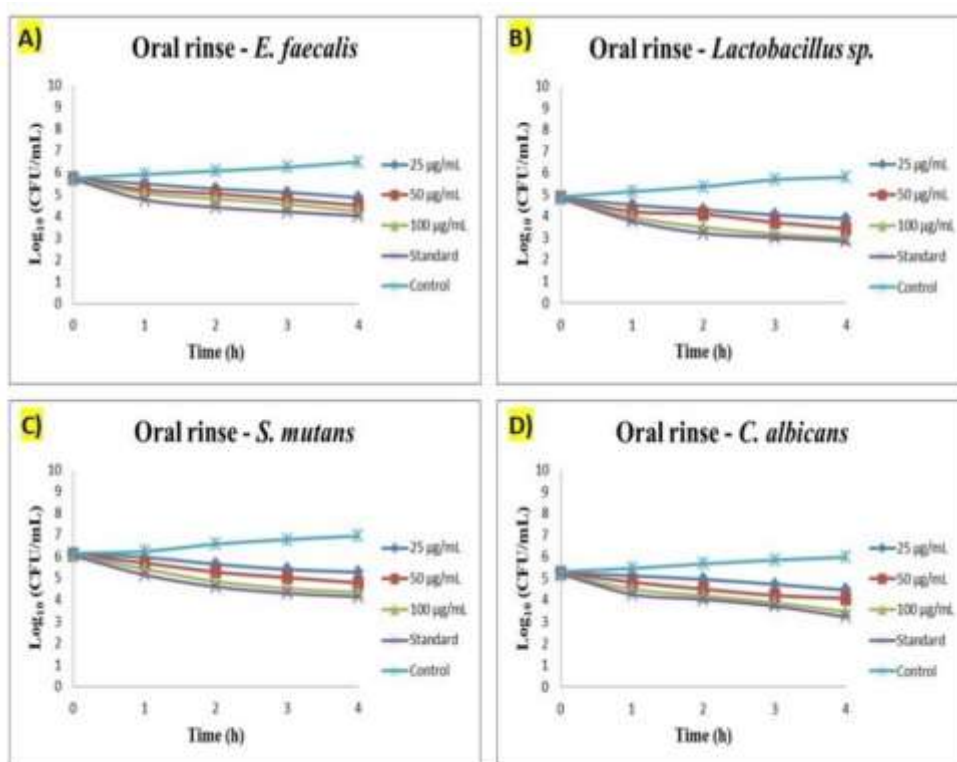 A)
Oral rinse - E. faecalis
10
9
8
7
6
5
4
3
2
1
0
Log10 (CFU/mL)
0 1 2 3 4
Time (h)
25 µg/mL
50 µg/mL
100 µg/mL
Standard
Control
B)
Oral rinse - Lactobacillus sp.
10
9
8
7
6
5
4
3
2
1
0
Log10 (CFU/mL)
0 1 2 3 4
Time (h)
25 µg/mL
50 µg/mL
100 µg/mL
Standard
Control
C)
Oral rinse - S. mutans
10
9
8
7
6
5
4
3
2
1
0
Log10 (CFU/mL)
0 1 2 3 4
Time (h)
25 µg/mL
50 µg/mL
100 µg/mL
Standard
Control
D)
Oral rinse - C. albicans
10
9
8
7
6
5
4
3
2
1
0
Log10 (CFU/mL)
0 1 2 3 4
Time (h)
25 µg/mL
50 µg/mL
100 µg/mL
Standard
Control